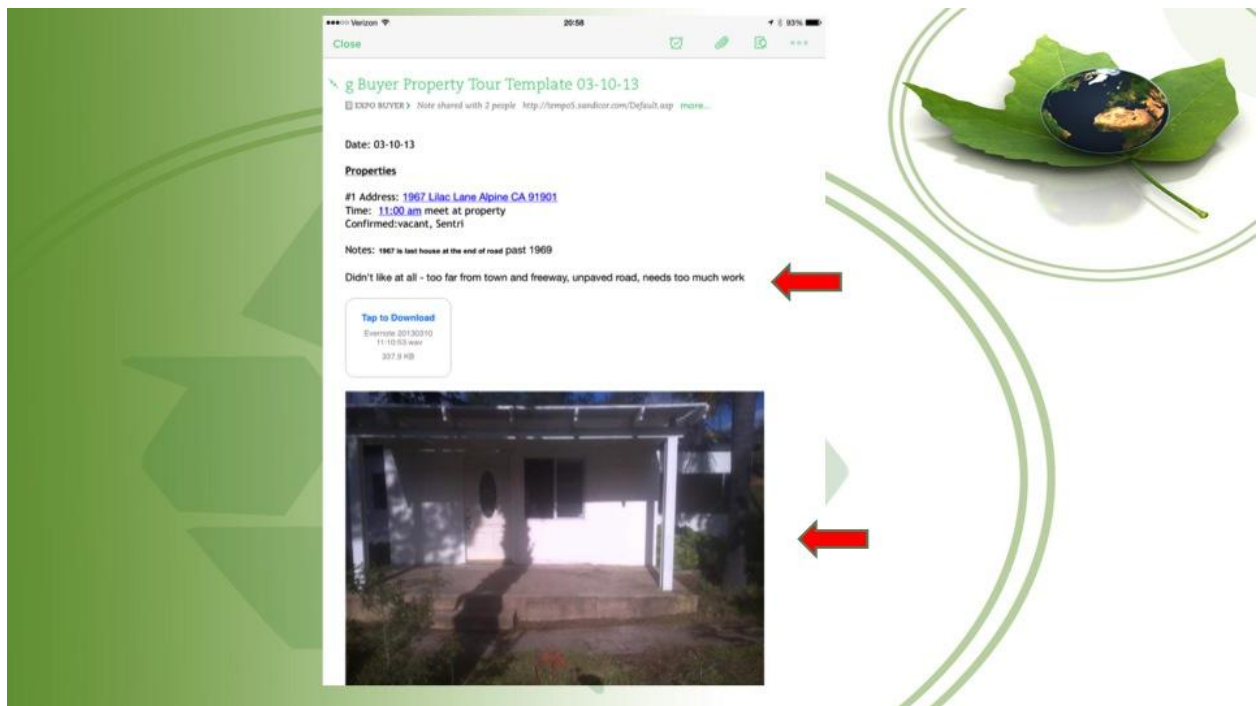 Verizon 20:58 93%
Close
g Buyer Property Tour Template 03-10-13
EXPO BUYER > Note shared with 2 people http://tempo5.sandicor.com/Default.asp more...
Date: 03-10-13
Properties
#1 Address: 1967 Lilac Lane Alpine CA 91901
Time: 11:00 am meet at property
Confirmed:vacant, Sentri
Notes: 1967 is last house at the end of road past 1969
Didn't like at all - too far from town and freeway, unpaved road, needs too much work
Tap to Download
Evernote 20130310
11:10:53.wav
337.9 KB